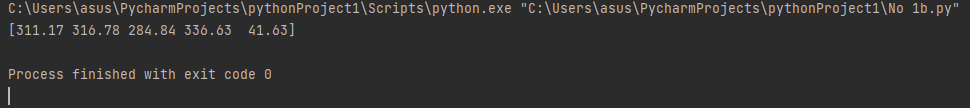 C:\Users\asus\PycharmProjects\pythonProject1\Scripts\python.exe "C:\Users\asus\PycharmProjects\pythonProject1\No 1b.py"
[311.17 316.78 284.84 336.63  41.63]
Process finished with exit code 0